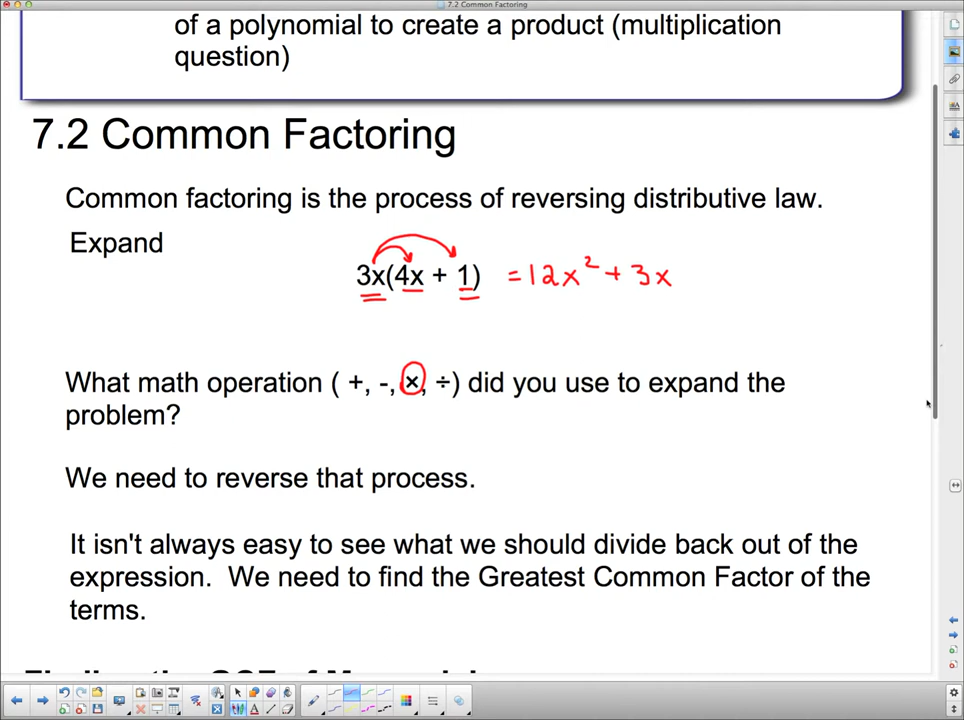 7.2 Common Factoring
of a polynomial to create a product (multiplication
question)
7.2 Common Factoring
Common factoring is the process of reversing distributive law.
Expand
3x(4x + 1) = 12x² + 3x
What math operation ( +, -, ×, ÷) did you use to expand the
problem?
We need to reverse that process.
It isn't always easy to see what we should divide back out of the
expression. We need to find the Greatest Common Factor of the
terms.